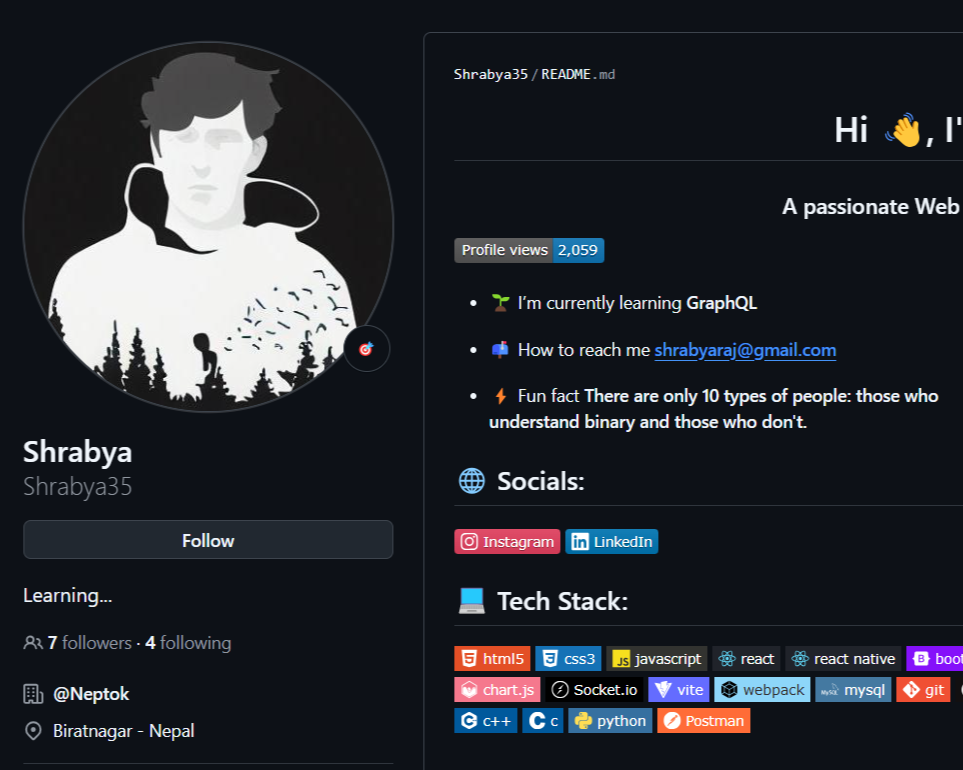 Shrabya35/README.md
Hi 👋, I'
A passionate Web
Profile views 2,059
🌱 I'm currently learning GraphQL
📫 How to reach me shrabyaraj@gmail.com
⚡ Fun fact There are only 10 types of people: those who
understand binary and those who don't.
🌐 Socials:
Instagram LinkedIn
💻 Tech Stack:
html5 css3 JS javascript react react native B boot
chart.js Socket.io vite webpack MySQL mysql git
c++ c python Postman
Shrabya
Shrabya35
Follow
Learning...
7 followers · 4 following
@Neptok
Biratnagar - Nepal